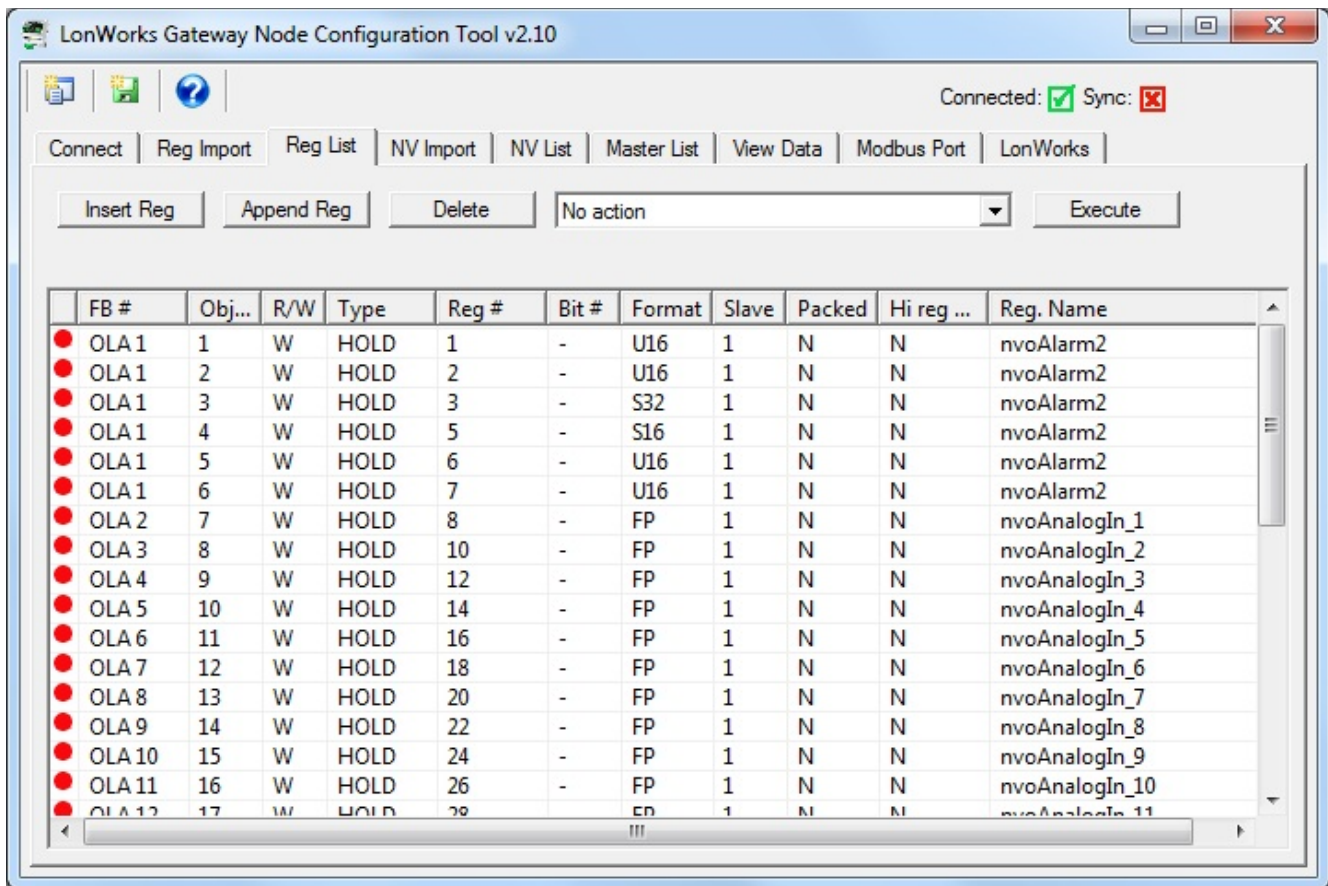 LonWorks Gateway Node Configuration Tool v2.10
Connected: Sync:
Connect Reg Import Reg List NV Import NV List Master List View Data Modbus Port LonWorks
Insert Reg Append Reg Delete No action Execute
FB # Obj... R/W Type Reg # Bit # Format Slave Packed Hi reg ... Reg. Name
OLA 1 1 W HOLD 1 - U16 1 N N nvoAlarm2
OLA 1 2 W HOLD 2 - U16 1 N N nvoAlarm2
OLA 1 3 W HOLD 3 - S32 1 N N nvoAlarm2
OLA 1 4 W HOLD 5 - S16 1 N N nvoAlarm2
OLA 1 5 W HOLD 6 - U16 1 N N nvoAlarm2
OLA 1 6 W HOLD 7 - U16 1 N N nvoAlarm2
OLA 2 7 W HOLD 8 - FP 1 N N nvoAnalogIn_1
OLA 3 8 W HOLD 10 - FP 1 N N nvoAnalogIn_2
OLA 4 9 W HOLD 12 - FP 1 N N nvoAnalogIn_3
OLA 5 10 W HOLD 14 - FP 1 N N nvoAnalogIn_4
OLA 6 11 W HOLD 16 - FP 1 N N nvoAnalogIn_5
OLA 7 12 W HOLD 18 - FP 1 N N nvoAnalogIn_6
OLA 8 13 W HOLD 20 - FP 1 N N nvoAnalogIn_7
OLA 9 14 W HOLD 22 - FP 1 N N nvoAnalogIn_8
OLA 10 15 W HOLD 24 - FP 1 N N nvoAnalogIn_9
OLA 11 16 W HOLD 26 - FP 1 N N nvoAnalogIn_10
OLA 12 17 W HOLD 28 FP 1 N N nvoAnalogIn_11